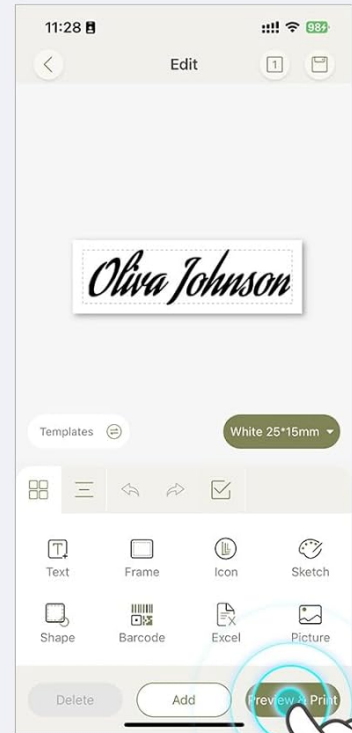 11:28
98
Edit
1
Oliva Johnson
Templates
White 25*15mm
Text
Frame
Icon
Sketch
Shape
Barcode
Excel
Picture
Delete
Add
Preview & Print